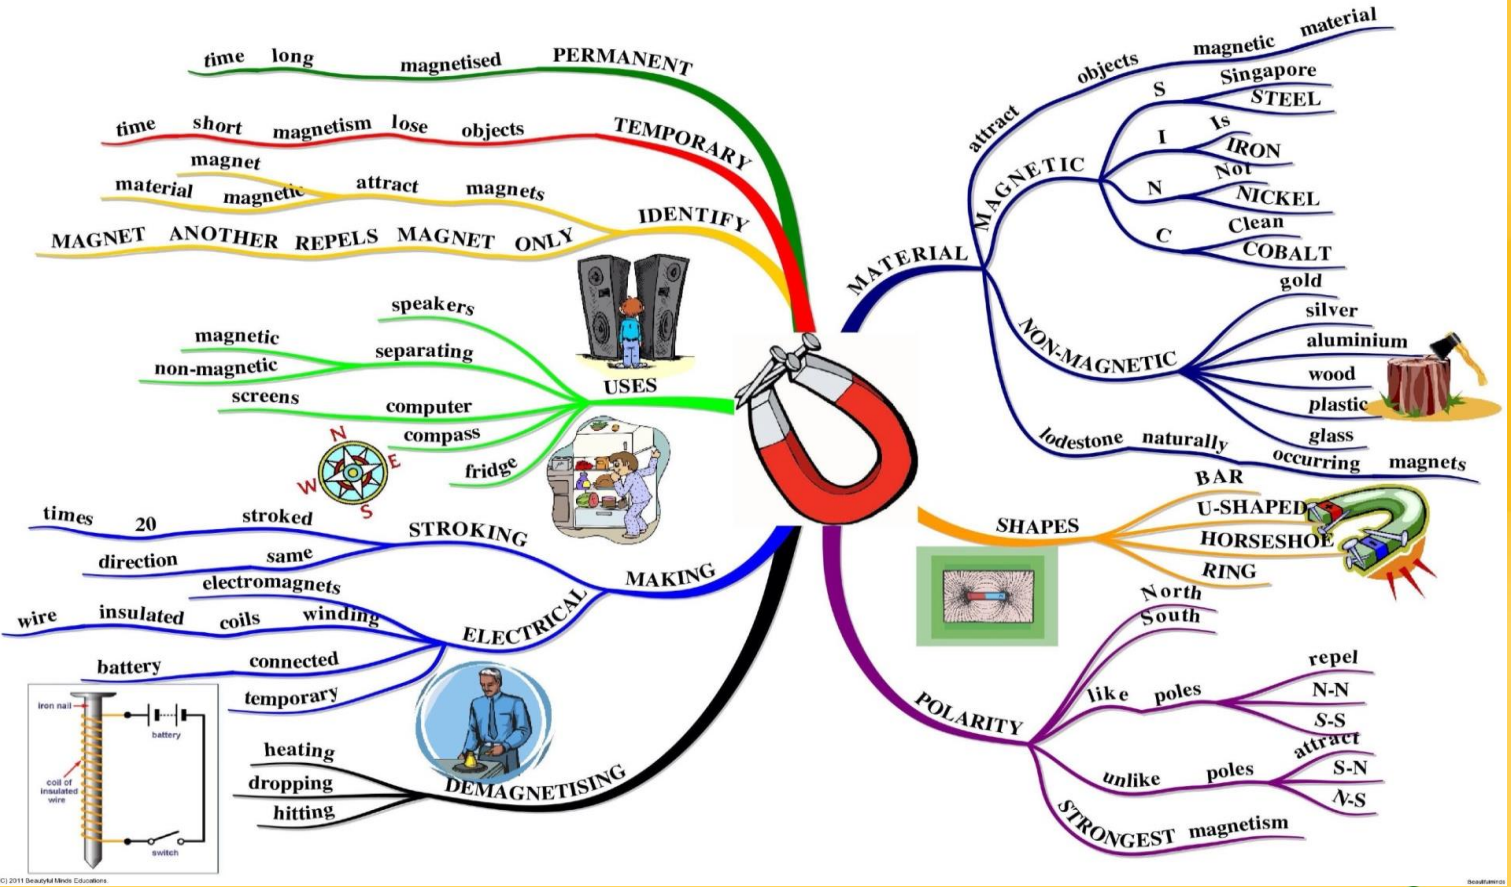 time long magnetised PERMANENT
time short magnetism lose objects TEMPORARY
magnet
material magnetic attract magnets IDENTIFY
MAGNET ANOTHER REPELS MAGNET ONLY
speakers
magnetic
non-magnetic
separating
USES
screens computer
compass
fridge
N
E
W
S
times 20 stroked STROKING
direction same
MAKING
electromagnets
wire insulated coils winding ELECTRICAL
battery connected
temporary
iron nail
battery
coil of
insulated
wire
switch
heating
dropping
hitting
DEMAGNETISING
MATERIAL
attract objects magnetic material
MAGNETIC
S
Singapore
STEEL
I
Is
IRON
N
Not
NICKEL
C
Clean
COBALT
NON-MAGNETIC
gold
silver
aluminium
wood
plastic
glass
lodestone naturally occurring magnets
SHAPES
BAR
U-SHAPED
HORSESHOE
RING
POLARITY
North
South
like poles
repel
N-N
S-S
unlike poles
attract
S-N
N-S
STRONGEST magnetism
(C) 2011 Beautyful Minds Educations
Beautifulminds